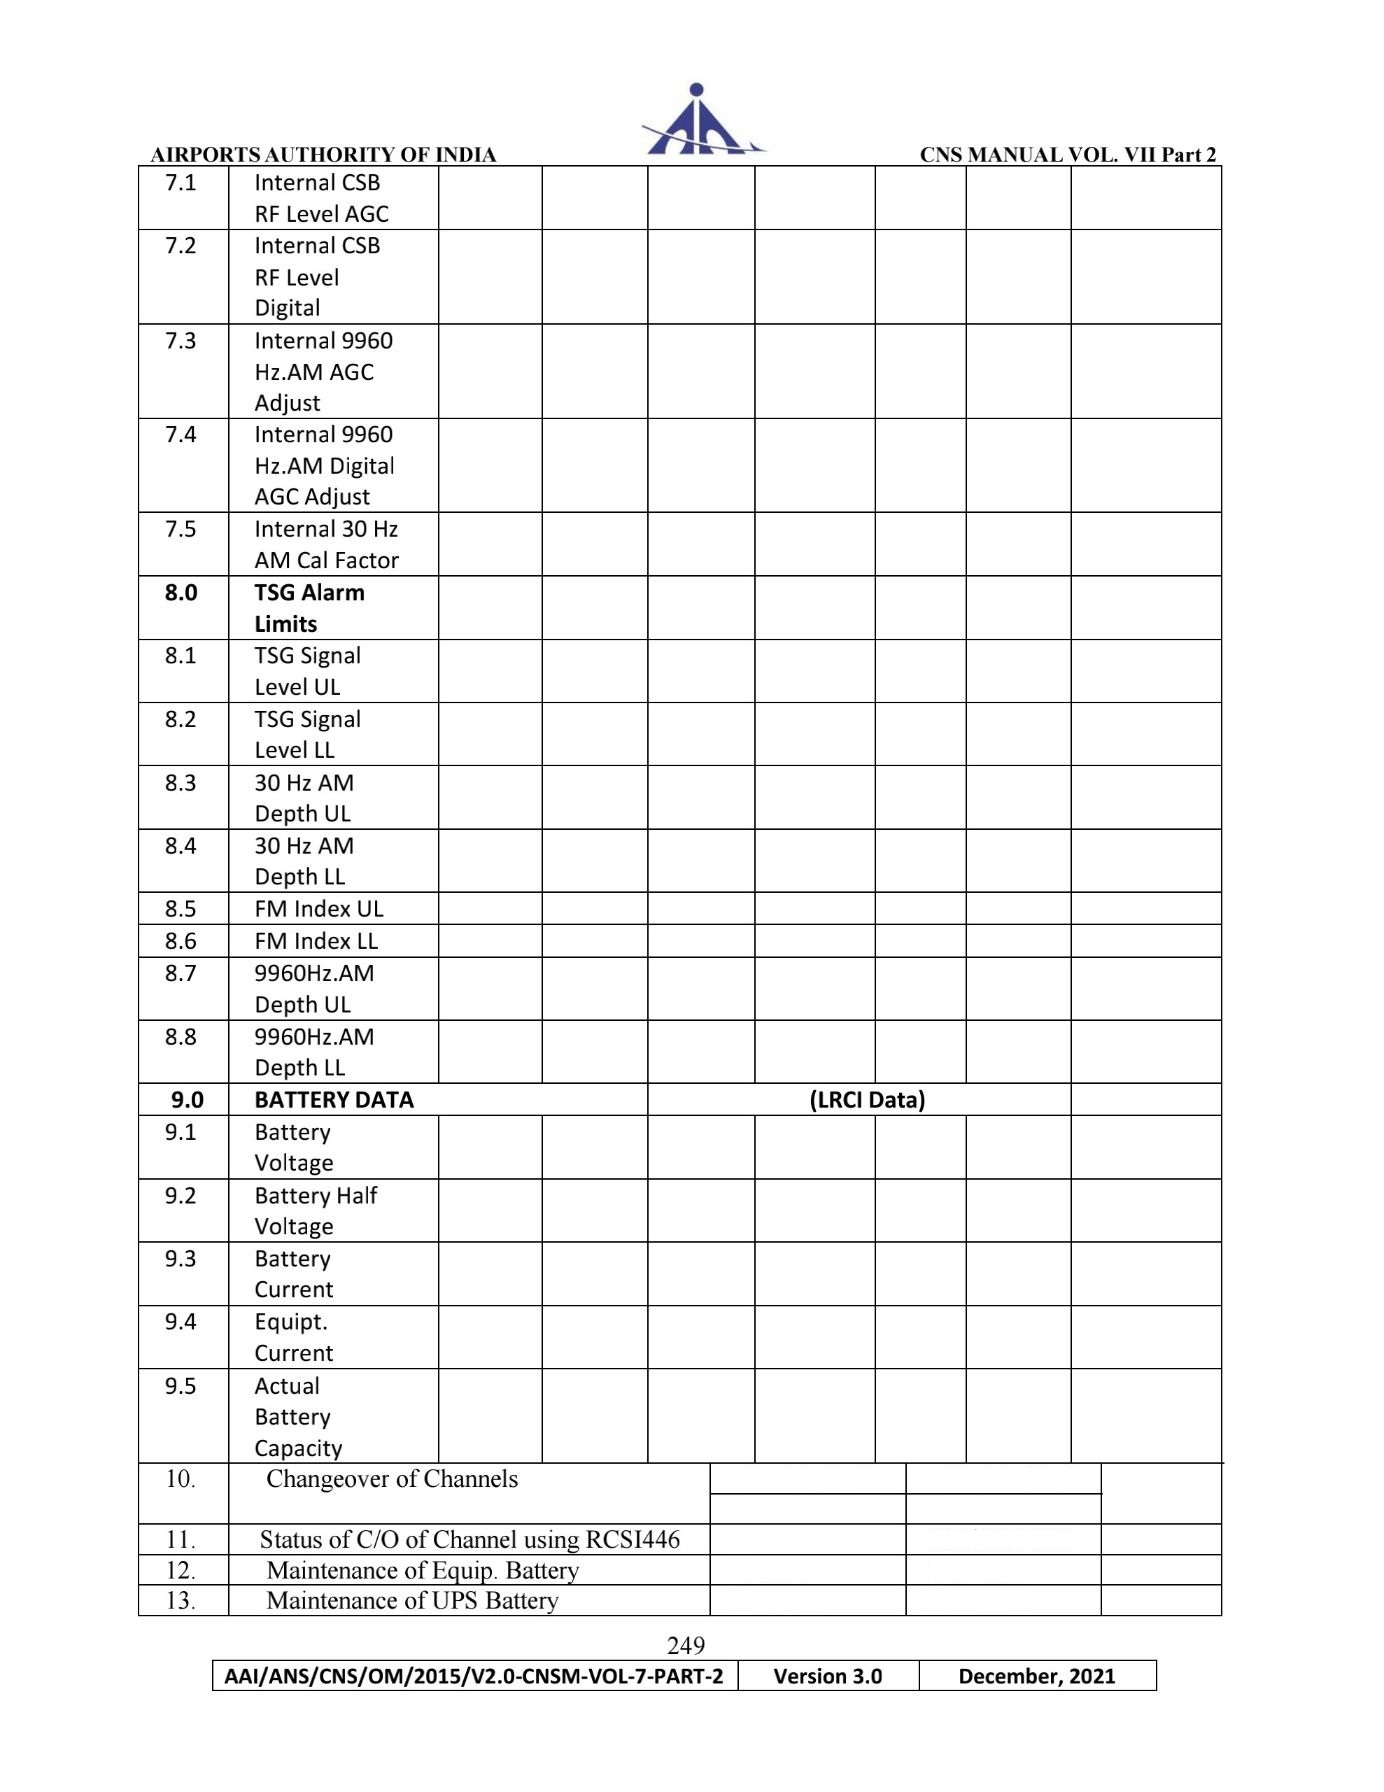 AIRPORTS AUTHORITY OF INDIA
CNS MANUAL VOL. VII Part 2
7.1 Internal CSB
RF Level AGC
7.2 Internal CSB
RF Level
Digital
7.3 Internal 9960
Hz.AM AGC
Adjust
7.4 Internal 9960
Hz.AM Digital
AGC Adjust
7.5 Internal 30 Hz
AM Cal Factor
8.0 TSG Alarm
Limits
8.1 TSG Signal
Level UL
8.2 TSG Signal
Level LL
8.3 30 Hz AM
Depth UL
8.4 30 Hz AM
Depth LL
8.5 FM Index UL
8.6 FM Index LL
8.7 9960Hz.AM
Depth UL
8.8 9960Hz.AM
Depth LL
9.0 BATTERY DATA (LRCI Data)
9.1 Battery
Voltage
9.2 Battery Half
Voltage
9.3 Battery
Current
9.4 Equipt.
Current
9.5 Actual
Battery
Capacity
10. Changeover of Channels
11. Status of C/O of Channel using RCSI446
12. Maintenance of Equip. Battery
13. Maintenance of UPS Battery
249
AAI/ANS/CNS/OM/2015/V2.0-CNSM-VOL-7-PART-2 Version 3.0 December, 2021